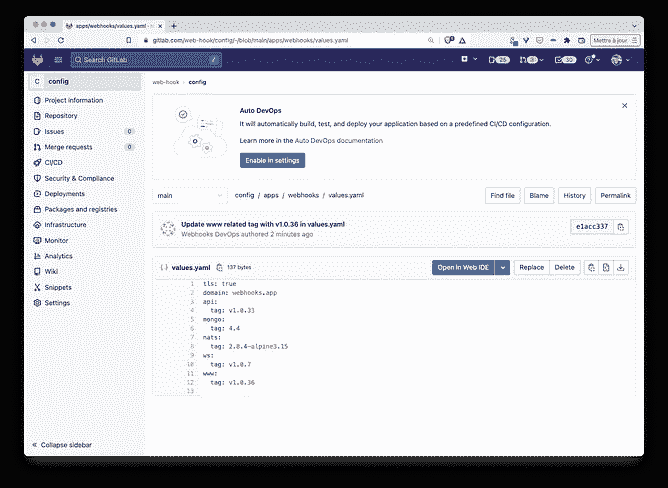 apps/webhooks/values.yaml
gitlab.com/web-hook/config/-/blob/main/apps/webhooks/values.yaml
Mettre à jour
Search GitLab
/
C config
web-hook › config
Project information
Repository
Issues 0
Merge requests 0
CI/CD
Security & Compliance
Deployments
Packages and registries
Infrastructure
Monitor
Analytics
Wiki
Snippets
Settings
Collapse sidebar
Auto DevOps
It will automatically build, test, and deploy your application based on a predefined CI/CD configuration.
Learn more in the Auto DevOps documentation
Enable in settings
main
config / apps / webhooks / values.yaml
Find file
Blame
History
Permalink
Update www related tag with v1.0.36 in values.yaml
Webhooks DevOps authored 2 minutes ago
e1acc337
values.yaml 137 bytes
Open in Web IDE
Replace
Delete
1 tls: true
2 domain: webhooks.app
3 api:
4 tag: v1.0.31
5 mongo:
6 tag: 4.4
7 nats:
8 tag: 2.8.4-alpine3.15
9 ws:
10 tag: v1.0.7
11 www:
12 tag: v1.0.36
13